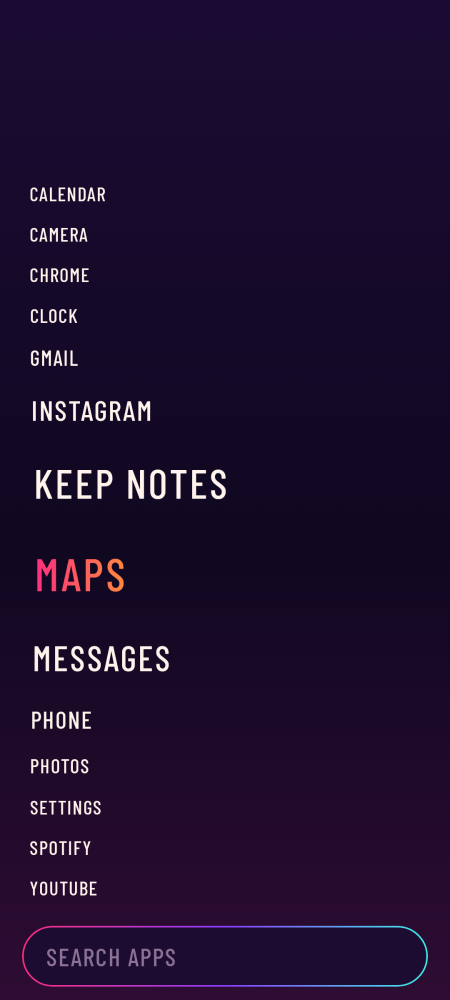 CALENDAR
CAMERA
CHROME
CLOCK
GMAIL
INSTAGRAM
KEEP NOTES
MAPS
MESSAGES
PHONE
PHOTOS
SETTINGS
SPOTIFY
YOUTUBE
SEARCH APPS